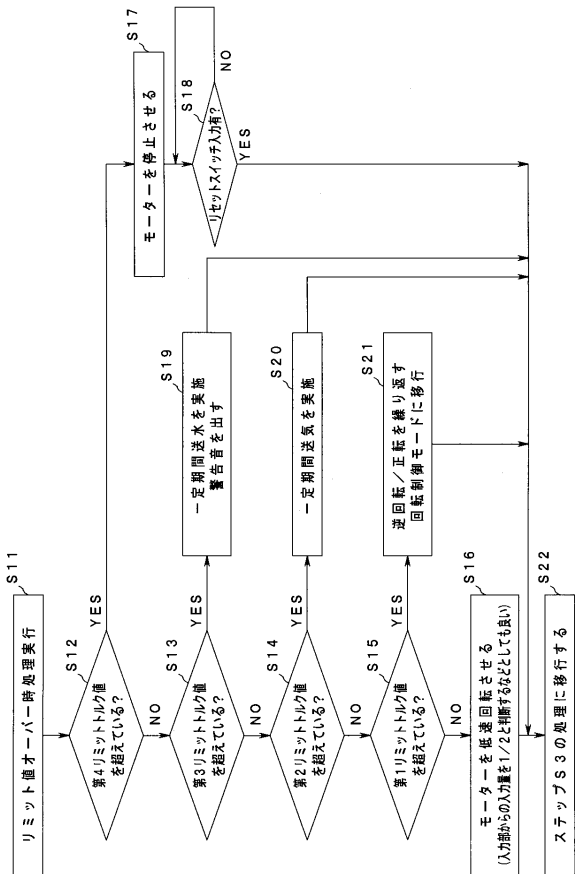 S11
リミット値オーバー時処理実行
S12
第4リミットトルク値
を超えている?
YES
NO
S17
モーターを停止させる
S18
リセットスイッチ入力有?
NO
YES
S13
第3リミットトルク値
を超えている?
YES
NO
S19
一定期間送水を実施
警告音を出す
S14
第2リミットトルク値
を超えている?
YES
NO
S20
一定期間送気を実施
S15
第1リミットトルク値
を超えている?
YES
NO
S21
逆回転/正転を繰り返す
回転制御モードに移行
S16
モーターを低速回転させる
(入力部からの入力量を1/2と判断するなどとしても良い)
S22
ステップS3の処理に移行する